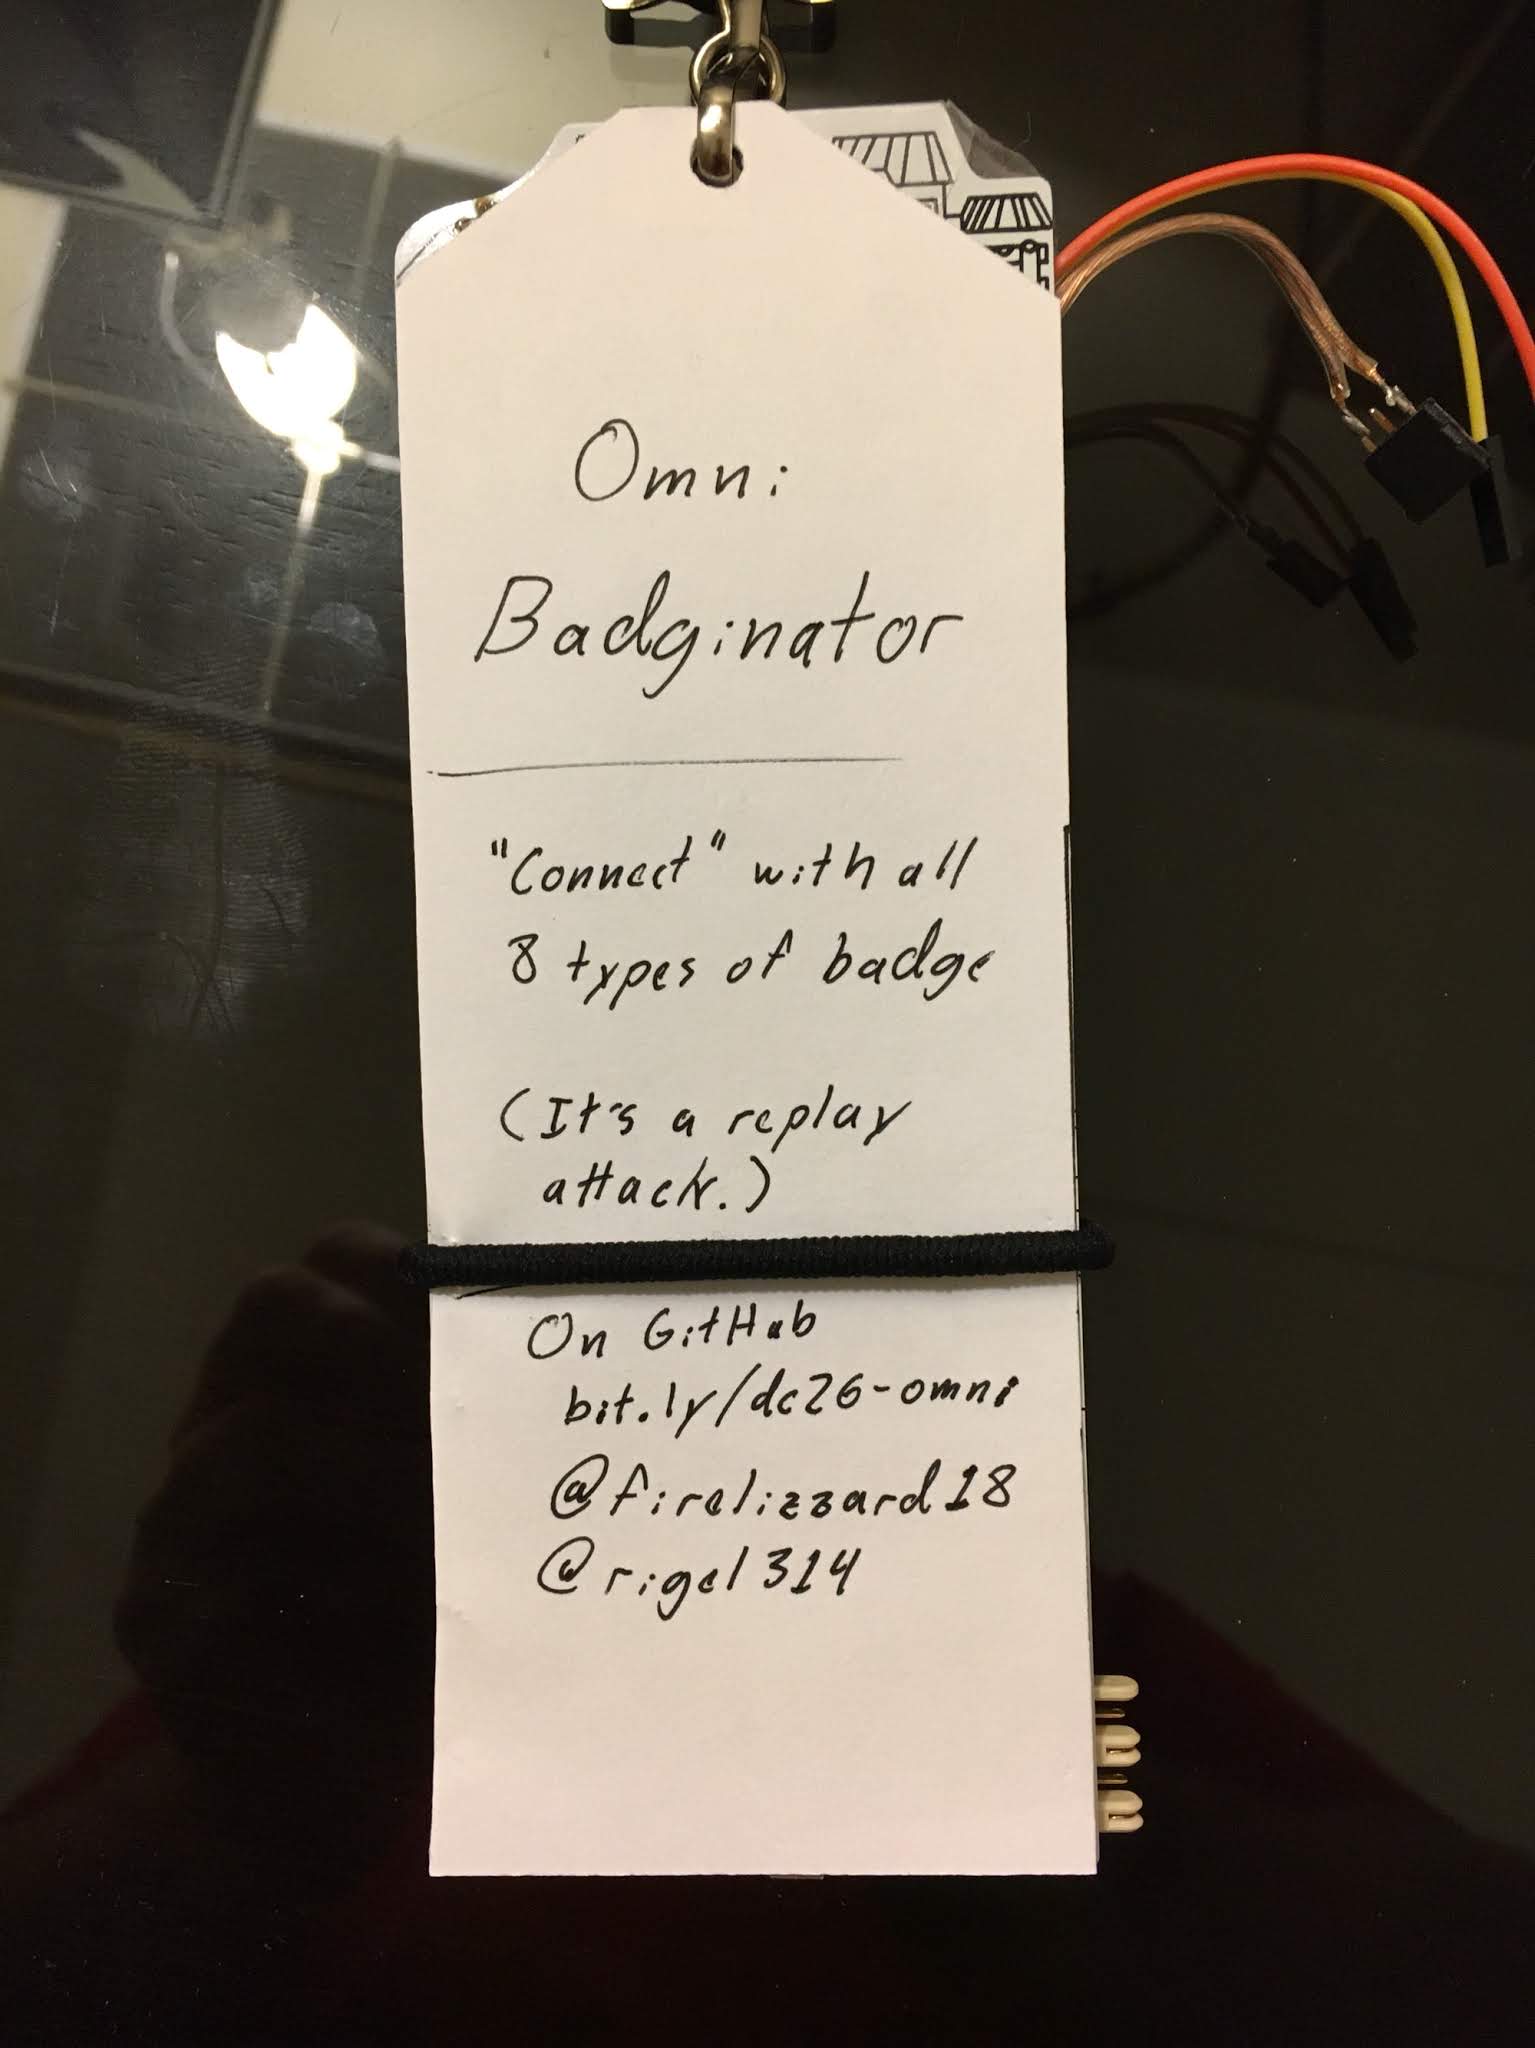 Omni
Badginator
"Connect" with all
8 types of badge
(It's a replay
attack.)
On GitHub
bit.ly/dc26-omni
@firelizzard18
@rigel314